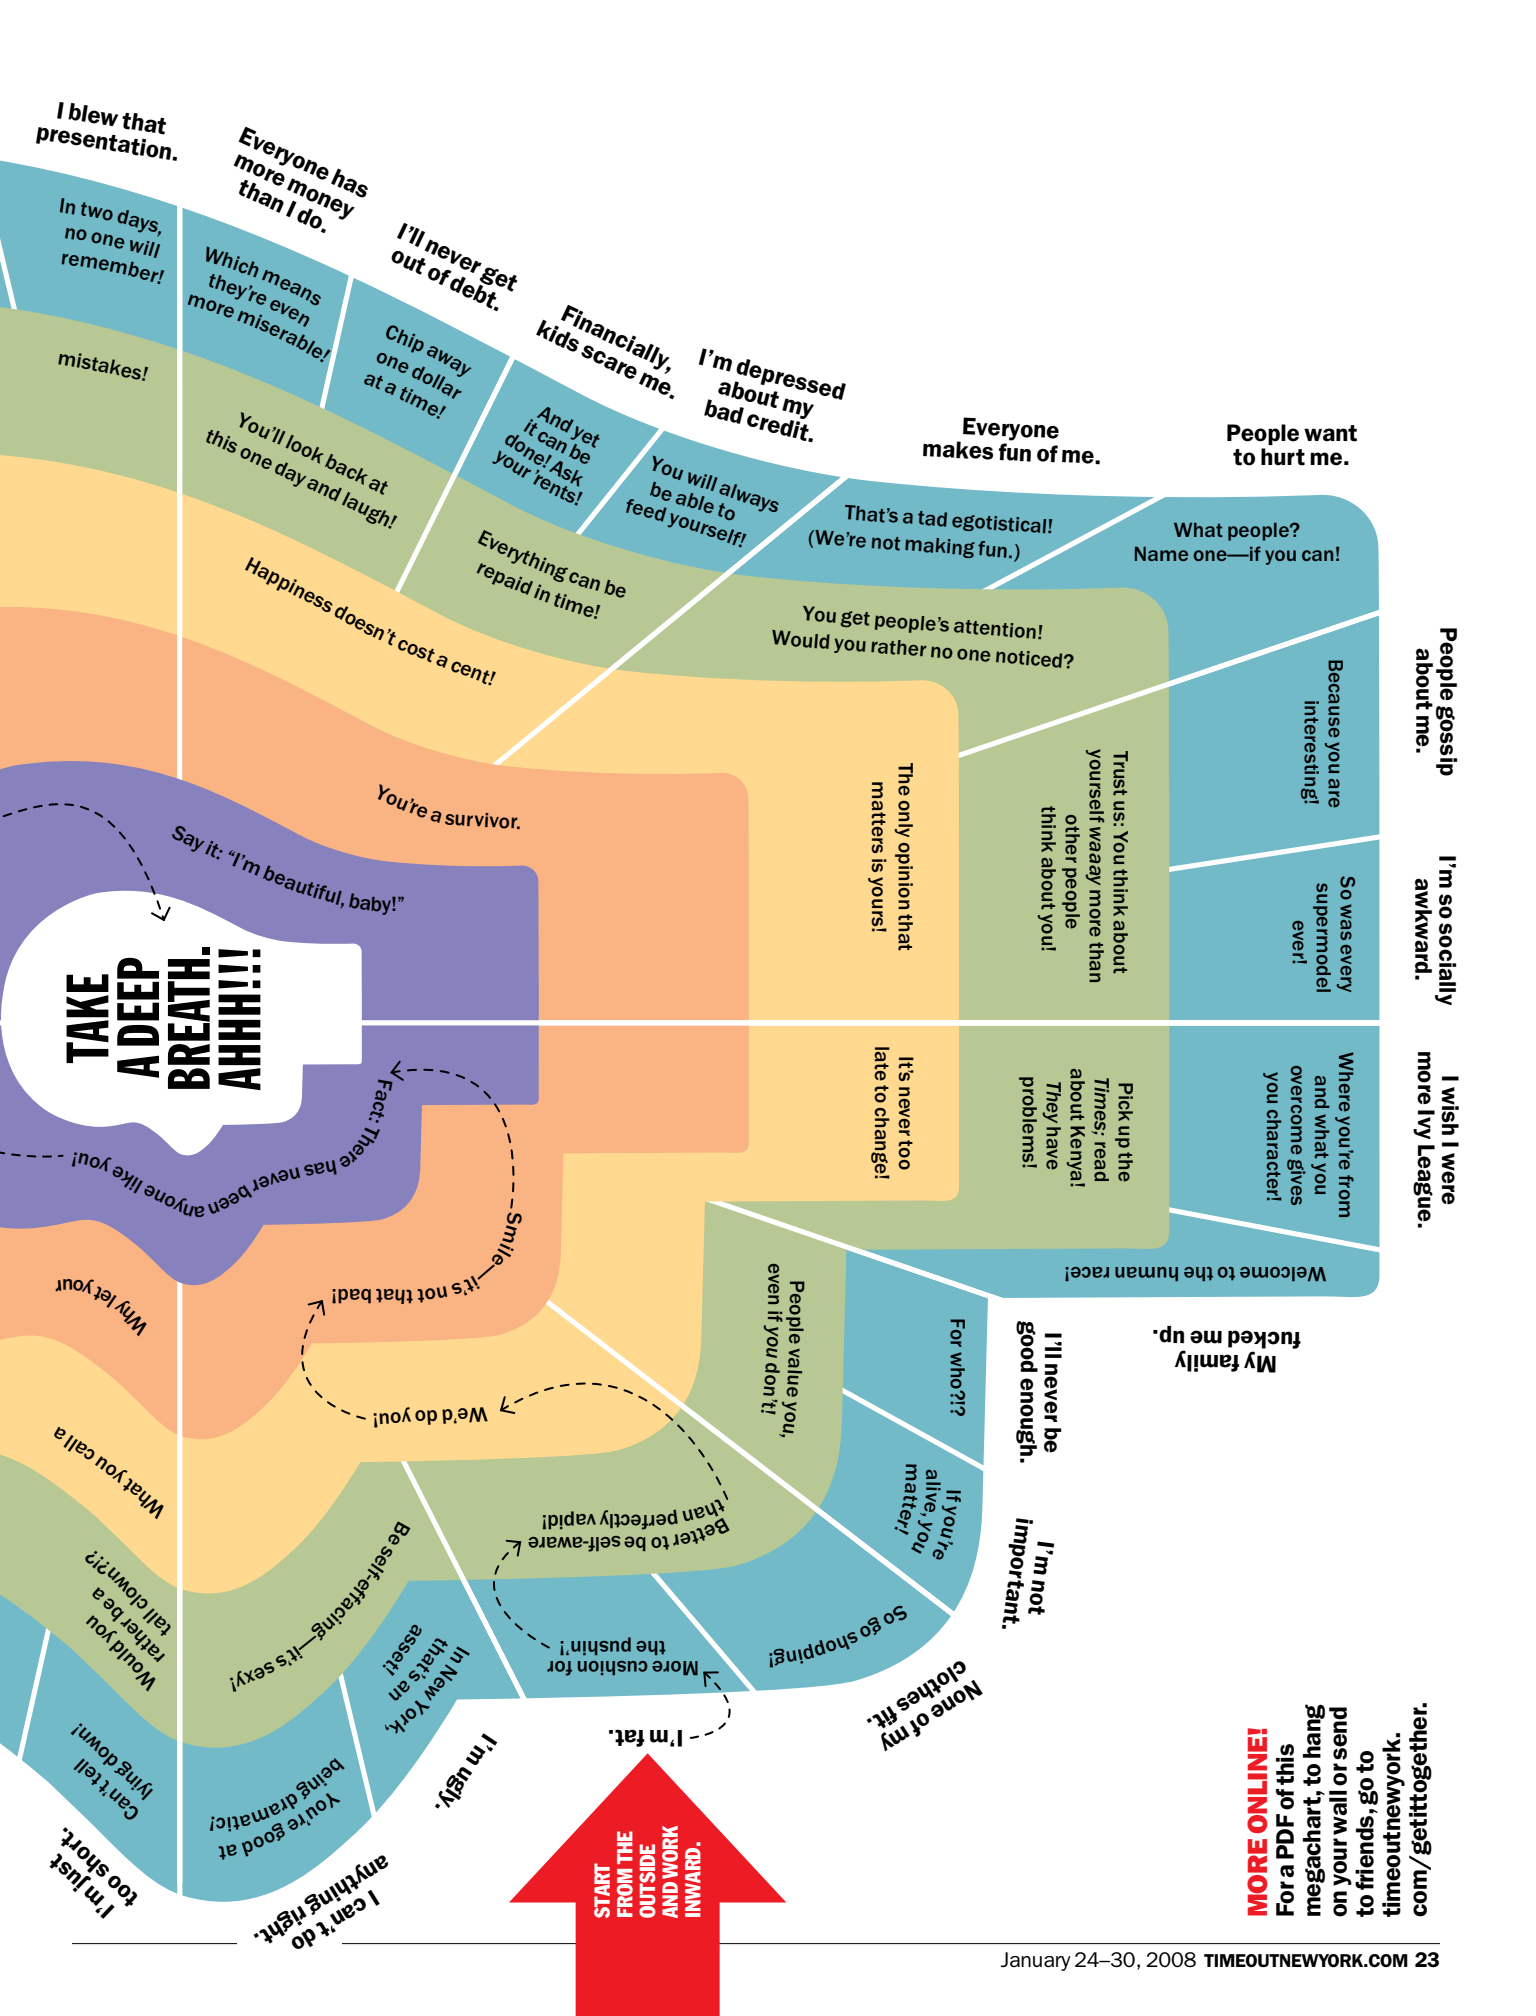 I blew that
presentation.
Everyone has
more money
than I do.
I'll never get
out of debt.
Financially,
kids scare me.
I'm depressed
about my
bad credit.
Everyone
makes fun of me.
People want
to hurt me.
People gossip
about me.
I'm so socially
awkward.
I wish I were
more Ivy League.
My family
fucked me up.
I'll never be
good enough.
I'm not
important.
None of my
clothes fit.
I'm fat.
I'm ugly.
I can't do
anything right.
I'm just
too short.
In two days,
no one will
remember!
Which means
they're even
more miserable!
Chip away
one dollar
at a time!
And yet
it can be
done! Ask
your 'rents!
You will always
be able to
feed yourself!
That's a tad egotistical!
(We're not making fun.)
What people?
Name one—if you can!
Because you are
interesting!
So was every
supermodel
ever!
Where you're from
and what you
overcome gives
you character!
Welcome to the human race!
For who?!?
If you're
alive, you
matter!
So go shopping!
More cushion for
the pushin'!
In New York,
that's an
asset!
You're good at
being dramatic!
Can't tell
lying down!
mistakes!
You'll look back at
this one day and laugh!
Everything can be
repaid in time!
You get people's attention!
Would you rather no one noticed?
Trust us: You think about
yourself waaay more than
other people
think about you!
Pick up the
Times; read
about Kenya!
They have
problems!
People value you,
even if you don't!
Better to be self-aware
than perfectly vapid!
Be self-effacing—it's sexy!
Would you
rather be a
tall clown?!?
Happiness doesn't cost a cent!
The only opinion that
matters is yours!
It's never too
late to change!
We'd do you!
What you call a
You're a survivor.
Smile—it's not that bad!
Why let your
Say it: “I'm beautiful, baby!”
Fact: There has never been anyone like you!
TAKE
A DEEP
BREATH.
AHHH!!!
START
FROM THE
OUTSIDE
AND WORK
INWARD.
MORE ONLINE!
For a PDF of this
megachart, to hang
on your wall or send
to friends, go to
timeoutnewyork.
com/getittogether.
January 24–30, 2008 TIMEOUTNEWYORK.COM 23